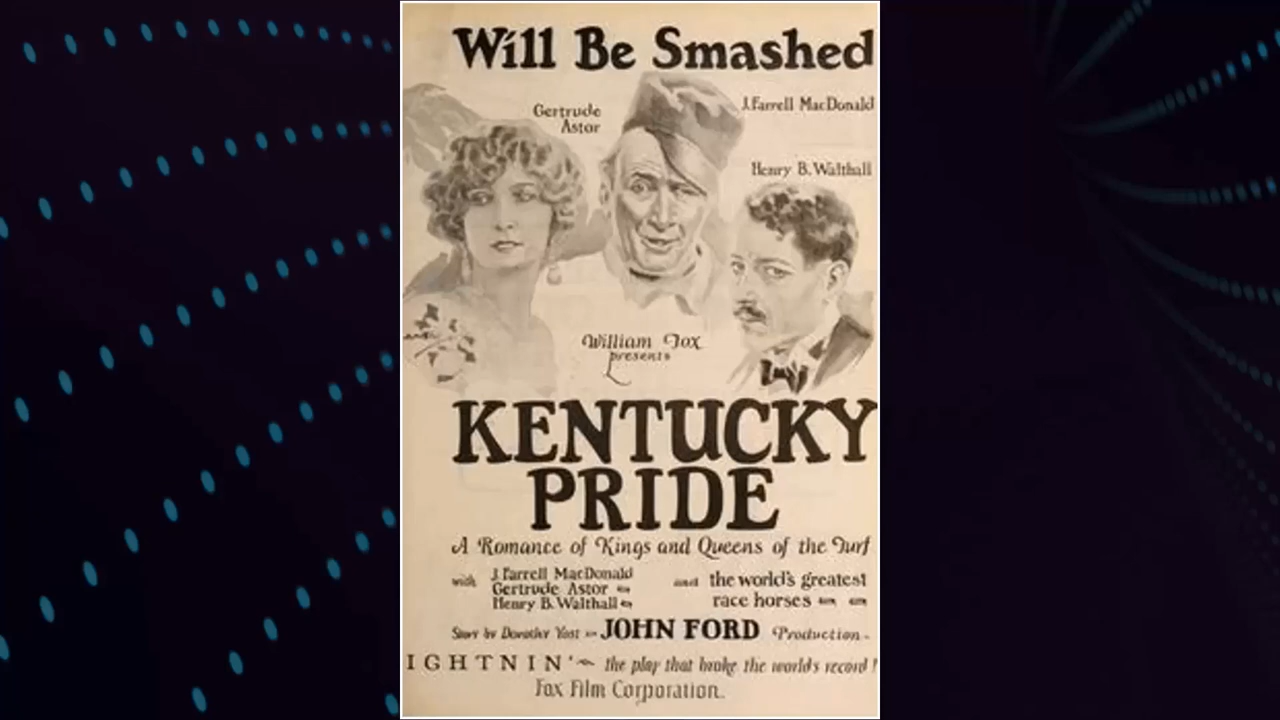 Will Be Smashed
Gertrude
Astor
J. Farrell MacDonald
Henry B. Walthall
William Fox
presents
KENTUCKY
PRIDE
A Romance of Kings and Queens of the Turf
with J. Farrell MacDonald
Gertrude Astor
Henry B. Walthall
and the world's greatest
race horses
Story by Dorothy Yost - JOHN FORD Production -
IGHTNIN' the play that broke the world's record!
Fox Film Corporation.